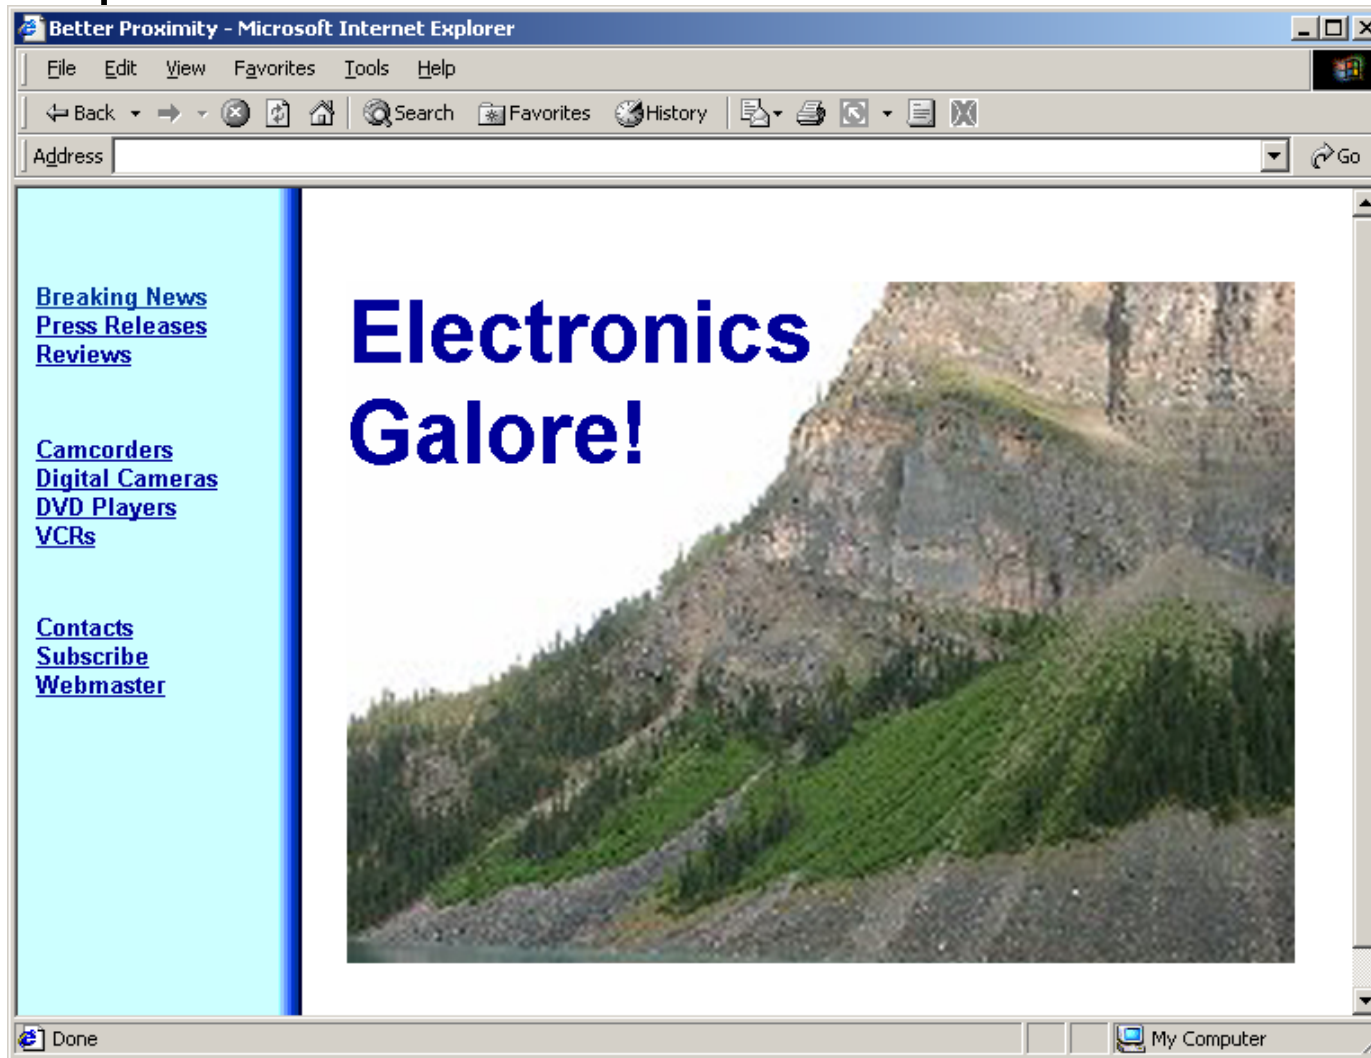 Better Proximity - Microsoft Internet Explorer
File Edit View Favorites Tools Help
Back Search Favorites History
Address Go
Breaking News
Press Releases
Reviews
Camcorders
Digital Cameras
DVD Players
VCRs
Contacts
Subscribe
Webmaster
Electronics
Galore!
Done My Computer